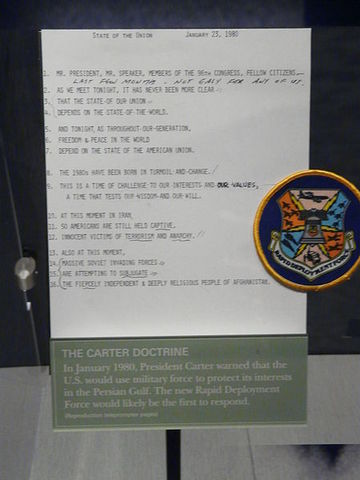 STATE OF THE UNION JANUARY 23, 1980
1. MR. PRESIDENT, MR. SPEAKER, MEMBERS OF THE 96TH CONGRESS, FELLOW CITIZENS--
LAST FEW MONTHS - NOT EASY FOR ANY OF US.
2. AS WE MEET TONIGHT, IT HAS NEVER BEEN MORE CLEAR--
3. THAT THE STATE-OF OUR UNION--
4. DEPENDS ON THE STATE-OF-THE-WORLD.
5. AND TONIGHT, AS THROUGHOUT-OUR-GENERATION,
6. FREEDOM & PEACE IN THE WORLD
7. DEPEND ON THE STATE OF THE AMERICAN UNION.
8. THE 1980s HAVE BEEN BORN IN TURMOIL-AND-CHANGE./
9. THIS IS A TIME OF CHALLENGE TO OUR INTERESTS AND OUR VALUES,
A TIME THAT TESTS OUR-WISDOM-AND-OUR-WILL.
10. AT THIS MOMENT IN IRAN,
11. 50 AMERICANS ARE STILL HELD CAPTIVE,
12. INNOCENT VICTIMS OF TERRORISM AND ANARCHY.//
13. ALSO AT THIS MOMENT,
14. MASSIVE SOVIET INVADING FORCES--
15. ARE ATTEMPTING TO SUBJUGATE--
16. THE FIERCELY INDEPENDENT & DEEPLY RELIGIOUS PEOPLE OF AFGHANISTAN.
RAPID DEPLOYMENT FORCE
THE CARTER DOCTRINE
In January 1980, President Carter warned that the
U.S. would use military force to protect its interests
in the Persian Gulf. The new Rapid Deployment
Force would likely be the first to respond.
(Reproduction teleprompter pages)